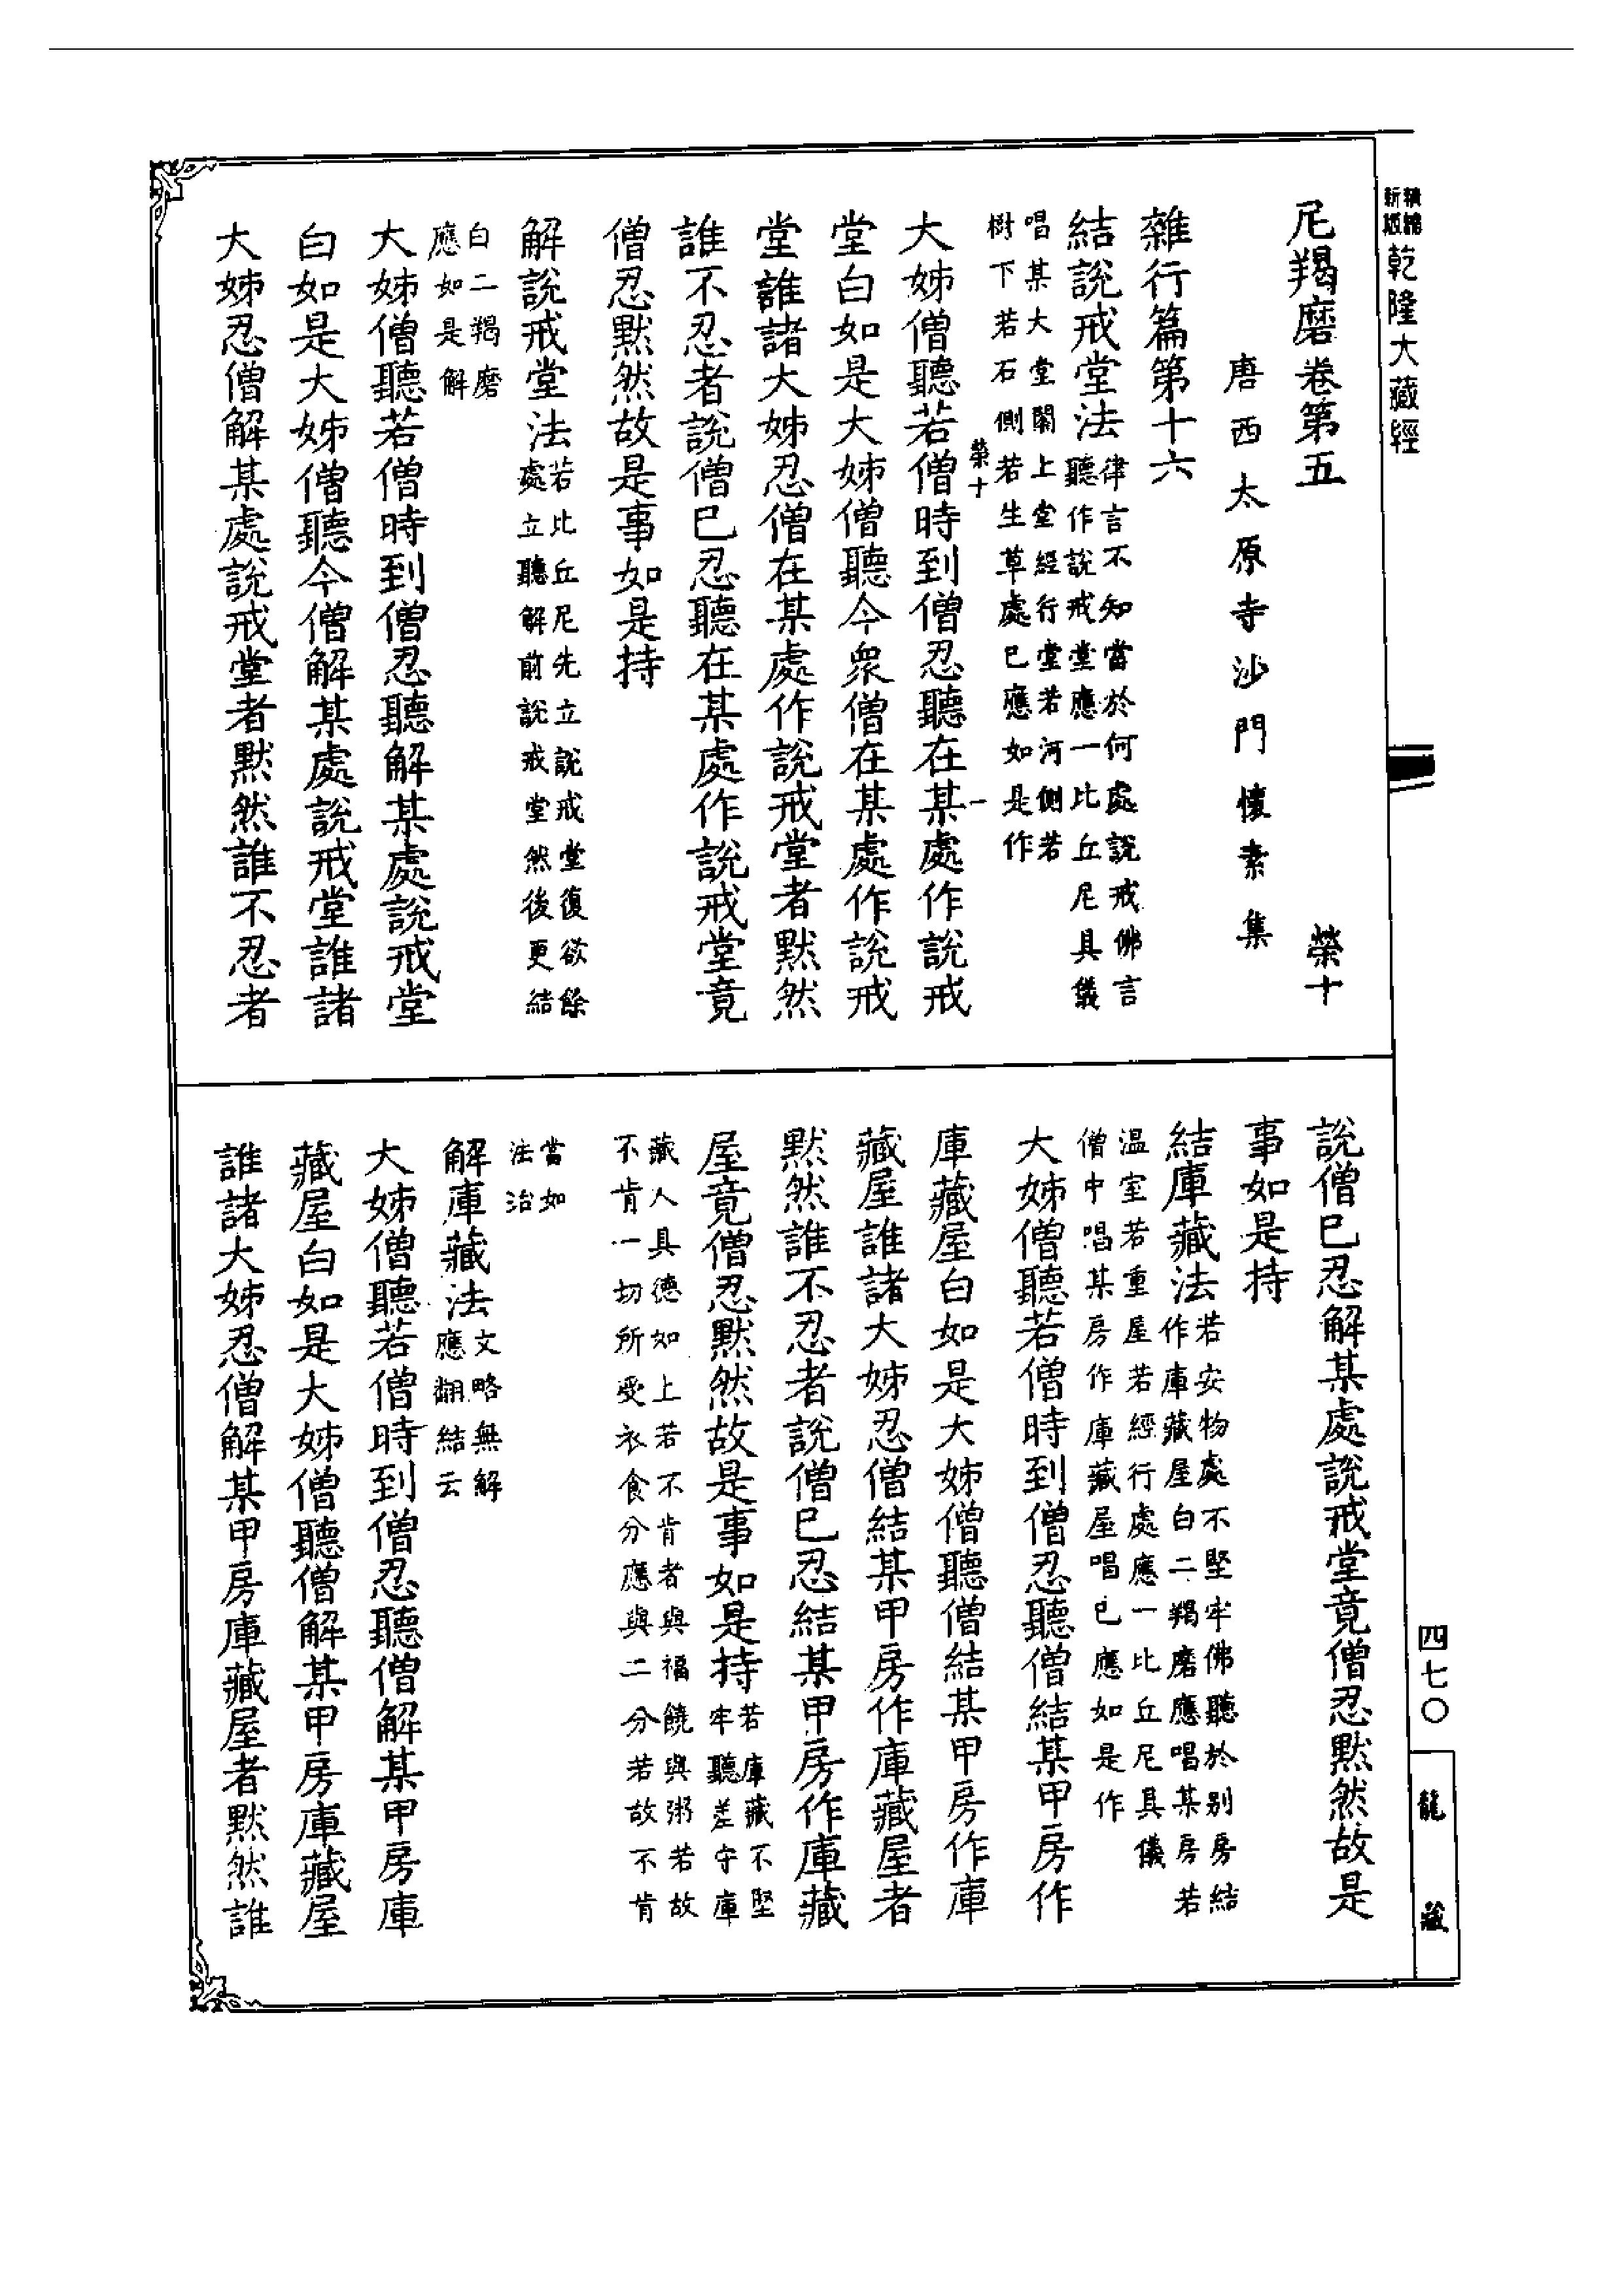 精編新版
乾隆大藏經
尼羯磨卷第五 榮十
唐西太原寺沙門懷素集
雜行篇第十六
結說戒堂法律言不知當於何處說戒佛言聽作說戒堂應一比丘尼具儀
唱某大堂閣上堂經行堂若河側若樹下若石側若生草處已應如是作
榮十 一
大姊僧聽若僧時到僧忍聽在某處作說戒
堂白如是大姊僧聽今眾僧在某處作說戒
堂誰諸大姊忍僧在某處作說戒堂者默然
誰不忍者說僧已忍聽在某處作說戒堂竟
僧忍默然故是事如是持
解說戒堂法若比丘尼先立說戒堂復欲餘處立聽解前說戒堂然後更結
白二羯磨應如是解
大姊僧聽若僧時到僧忍聽解某處說戒堂
白如是大姊僧聽今僧解某處說戒堂誰諸
大姊忍僧解某處說戒堂者默然誰不忍者
說僧已忍解某處說戒堂竟僧忍默然故是
事如是持
結庫藏法若安物處不堅牢佛聽於別房結作庫藏屋白二羯磨應唱某房若
溫室若重屋若經行處應一比丘尼具儀僧中唱某房作庫藏屋唱已應如是作
大姊僧聽若僧時到僧忍聽僧結某甲房作
庫藏屋白如是大姊僧聽僧結某甲房作庫
藏屋誰諸大姊忍僧結某甲房作庫藏屋者
默然誰不忍者說僧已忍結某甲房作庫藏
屋竟僧忍默然故是事如是持若庫藏不堅牢聽差守庫
藏人具德如上若不肯者與福饒與粥若故不肯一切所受衣食分應與二分若故不肯
當如法治
解庫藏法文略無解應翻結云
大姊僧聽若僧時到僧忍聽僧解某甲房庫
藏屋白如是大姊僧聽僧解某甲房庫藏屋
誰諸大姊忍僧解某甲房庫藏屋者默然誰
四七〇
龍藏